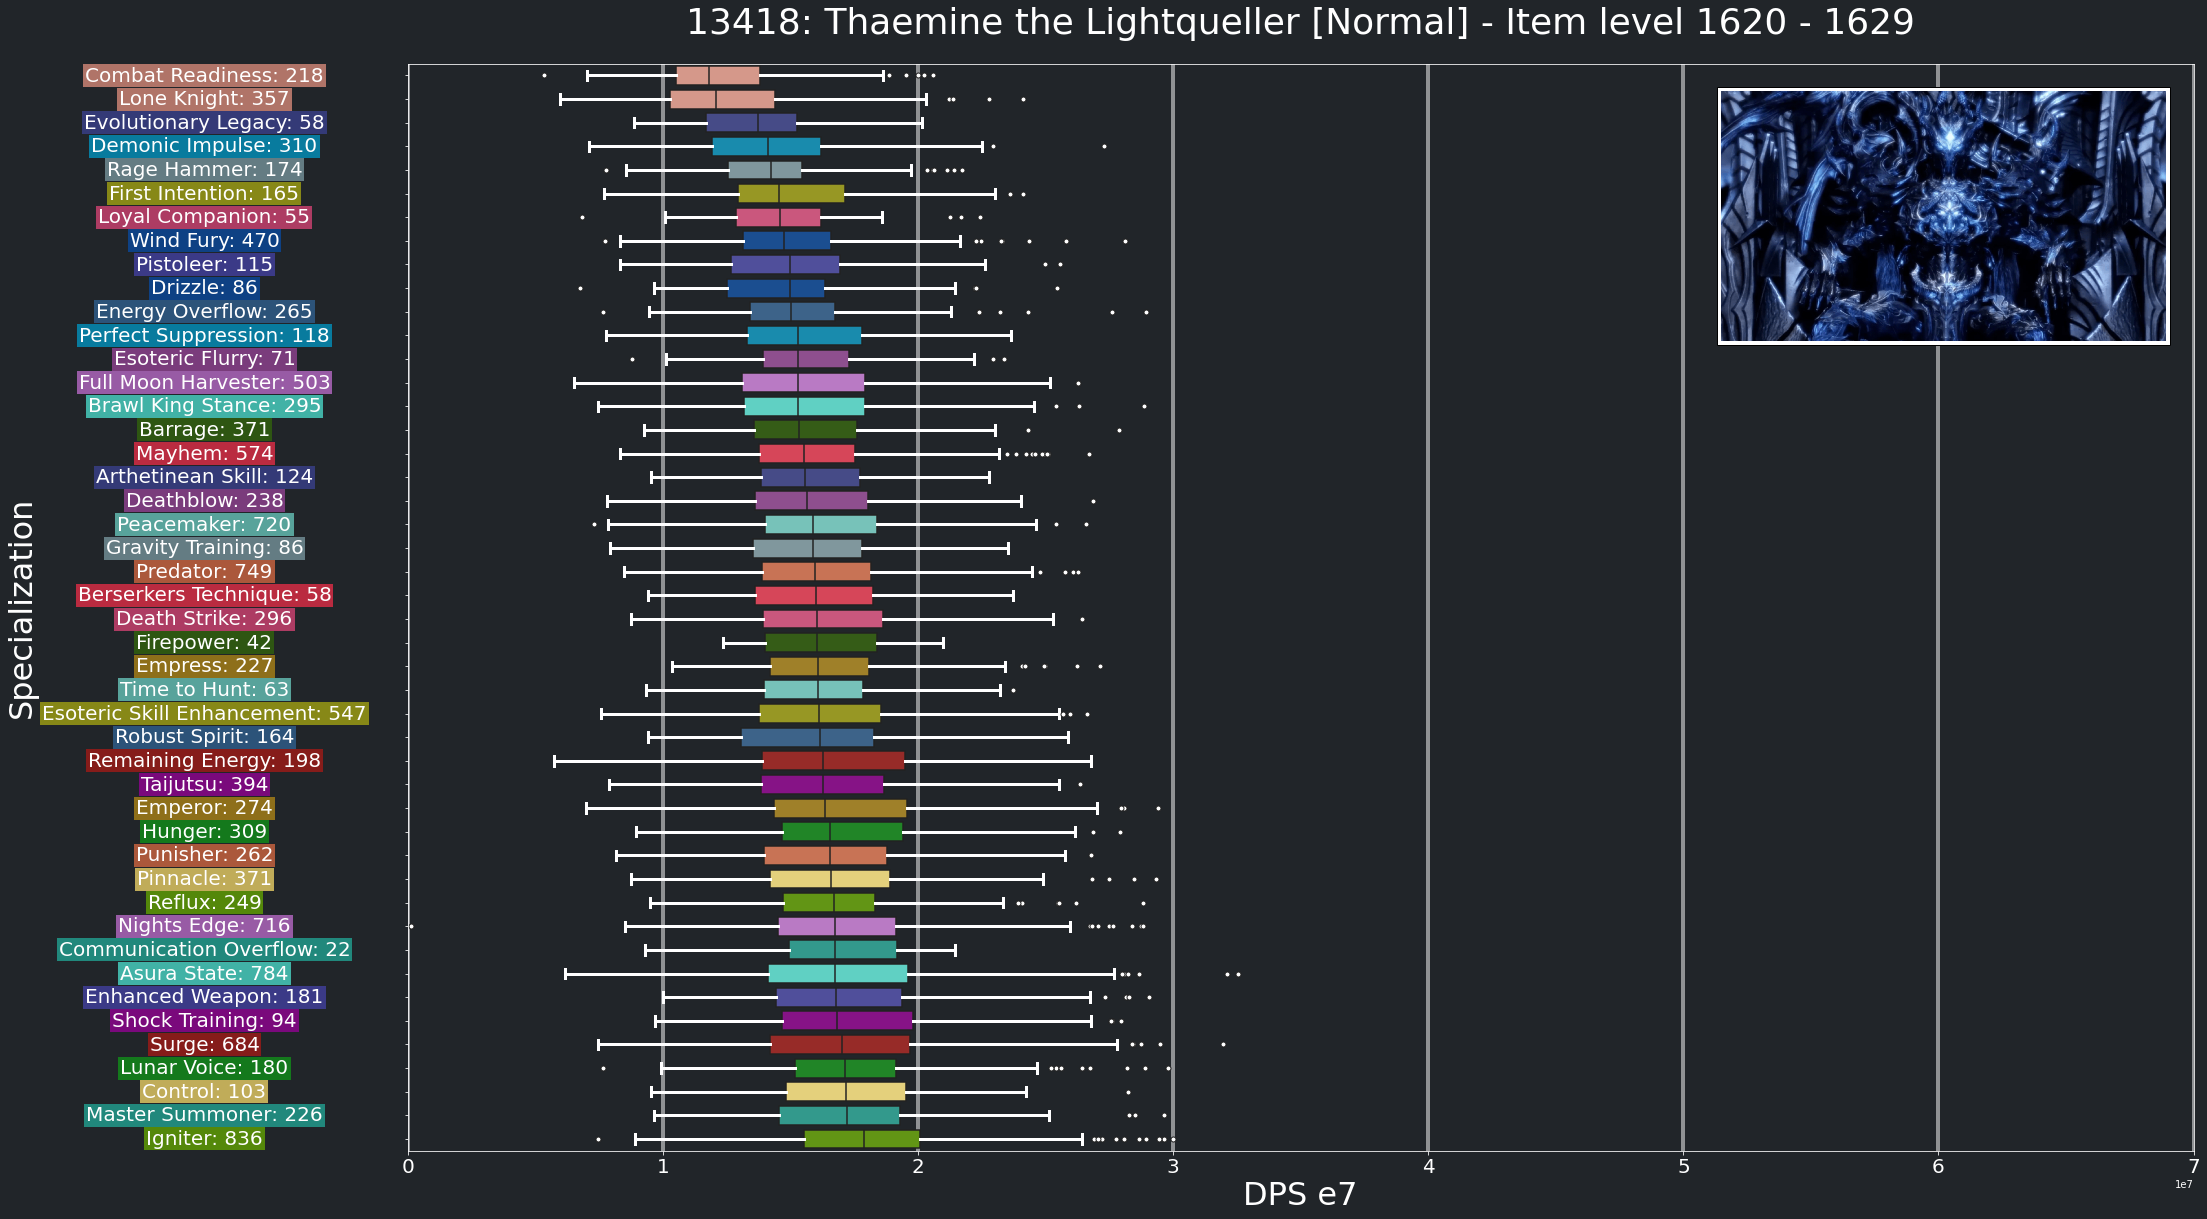 13418: Thaemine the Lightqueller [Normal] - Item level 1620 - 1629
Combat Readiness: 218
Lone Knight: 357
Evolutionary Legacy: 58
Demonic Impulse: 310
Rage Hammer: 174
First Intention: 165
Loyal Companion: 55
Wind Fury: 470
Pistoleer: 115
Drizzle: 86
Energy Overflow: 265
Perfect Suppression: 118
Esoteric Flurry: 71
Full Moon Harvester: 503
Brawl King Stance: 295
Barrage: 371
Mayhem: 574
Arthetinean Skill: 124
Deathblow: 238
Peacemaker: 720
Gravity Training: 86
Predator: 749
Berserkers Technique: 58
Death Strike: 296
Firepower: 42
Empress: 227
Time to Hunt: 63
Esoteric Skill Enhancement: 547
Robust Spirit: 164
Remaining Energy: 198
Taijutsu: 394
Emperor: 274
Hunger: 309
Punisher: 262
Pinnacle: 371
Reflux: 249
Nights Edge: 716
Communication Overflow: 22
Asura State: 784
Enhanced Weapon: 181
Shock Training: 94
Surge: 684
Lunar Voice: 180
Control: 103
Master Summoner: 226
Igniter: 836
Specialization
0 1 2 3 4 5 6 7
1e7
DPS e7